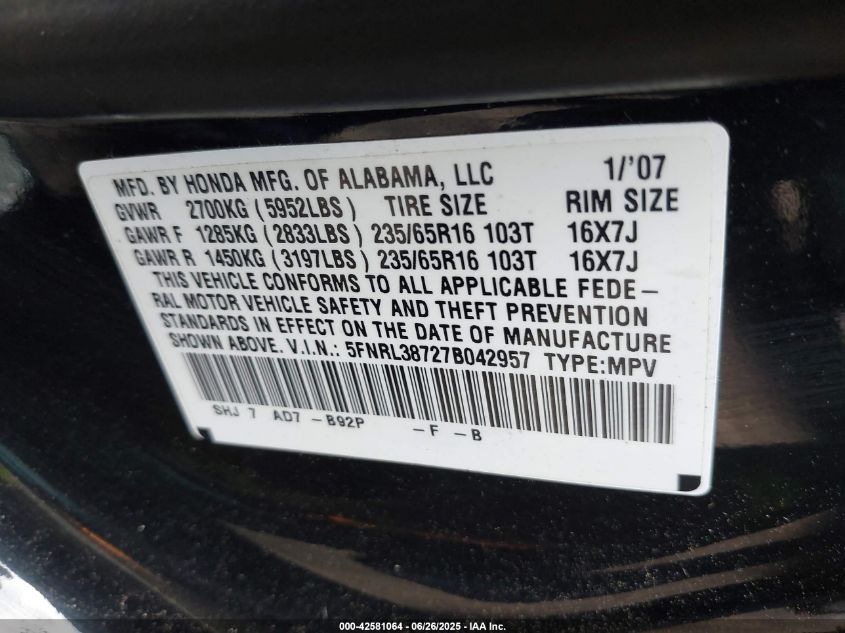 MFD. BY HONDA MFG. OF ALABAMA, LLC 1/'07
GVWR 2700KG (5952LBS) TIRE SIZE RIM SIZE
GAWR F 1285KG (2833LBS) 235/65R16 103T 16X7J
GAWR R 1450KG (3197LBS) 235/65R16 103T 16X7J
THIS VEHICLE CONFORMS TO ALL APPLICABLE FEDE-
RAL MOTOR VEHICLE SAFETY AND THEFT PREVENTION
STANDARDS IN EFFECT ON THE DATE OF MANUFACTURE
SHOWN ABOVE. V.I.N.: 5FNRL38727B042957 TYPE:MPV
SHJ 7 AD7 -B92P -F -B
000-42581064 - 06/26/2025 - IAA Inc.